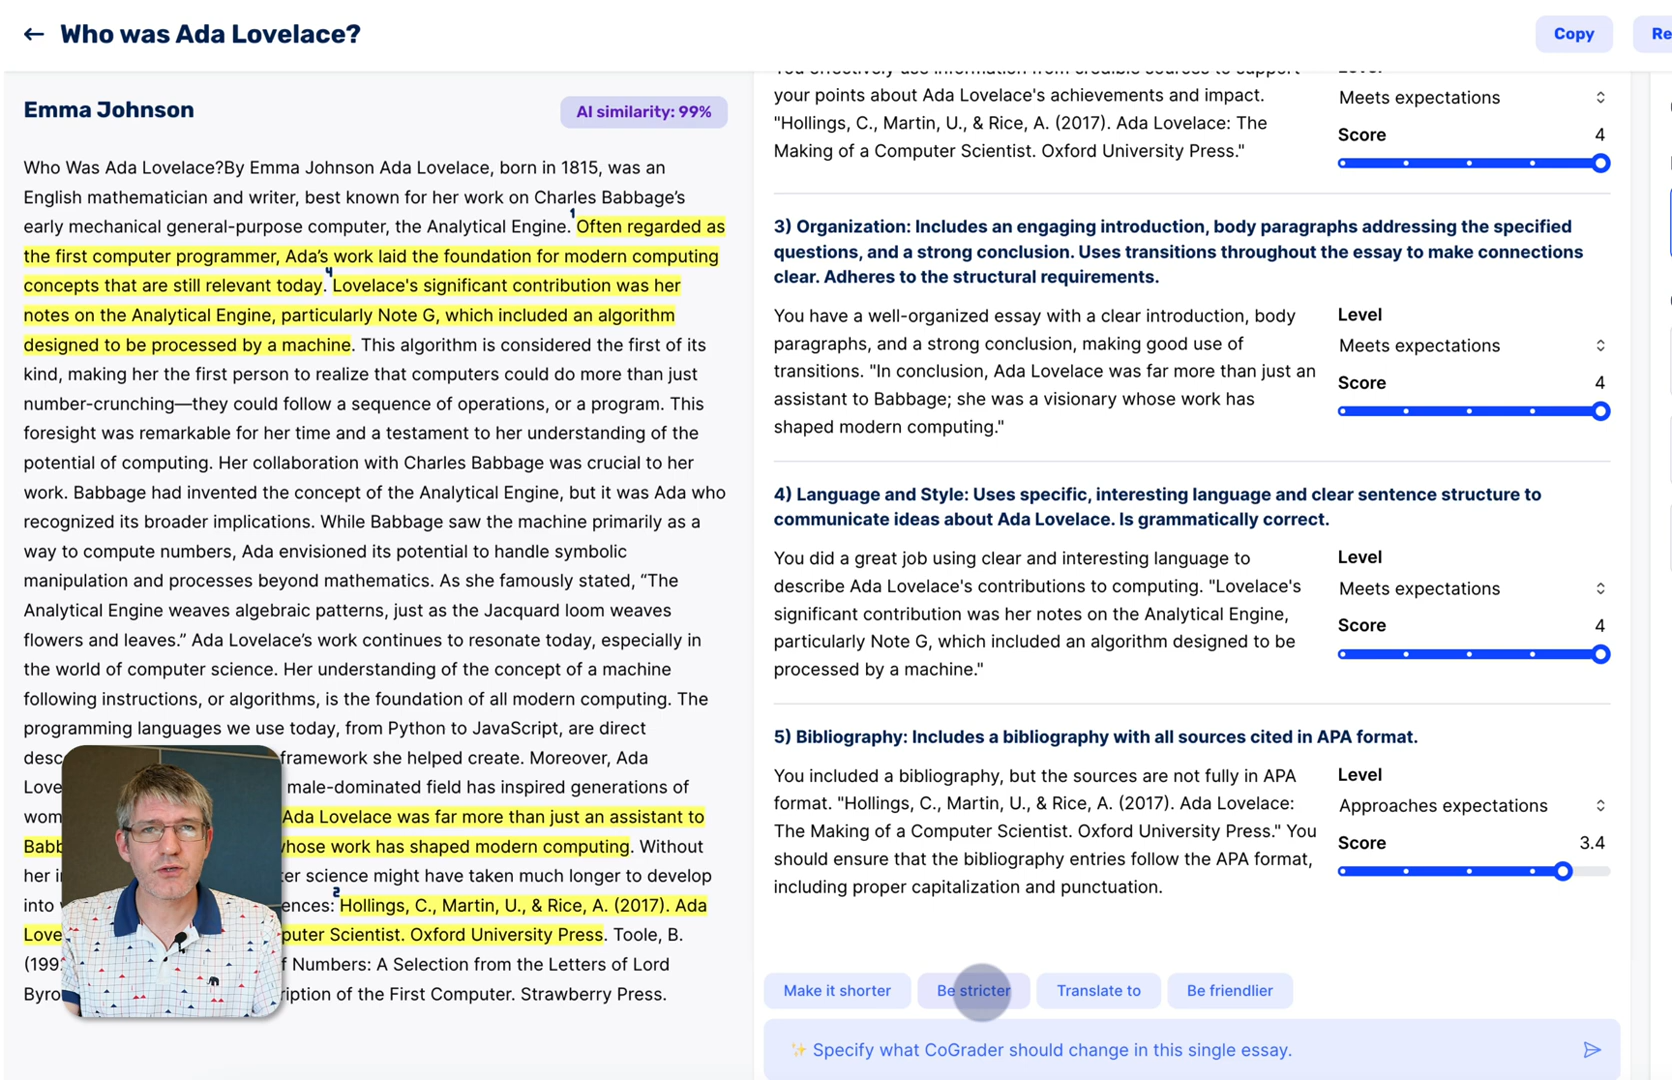 ← Who was Ada Lovelace?
Copy
Re
Emma Johnson
AI similarity: 99%
Who Was Ada Lovelace?By Emma Johnson Ada Lovelace, born in 1815, was an
English mathematician and writer, best known for her work on Charles Babbage’s
early mechanical general-purpose computer, the Analytical Engine. 1 Often regarded as
the first computer programmer, Ada’s work laid the foundation for modern computing
concepts that are still relevant today. 4 Lovelace's significant contribution was her
notes on the Analytical Engine, particularly Note G, which included an algorithm
designed to be processed by a machine. This algorithm is considered the first of its
kind, making her the first person to realize that computers could do more than just
number-crunching—they could follow a sequence of operations, or a program. This
foresight was remarkable for her time and a testament to her understanding of the
potential of computing. Her collaboration with Charles Babbage was crucial to her
work. Babbage had invented the concept of the Analytical Engine, but it was Ada who
recognized its broader implications. While Babbage saw the machine primarily as a
way to compute numbers, Ada envisioned its potential to handle symbolic
manipulation and processes beyond mathematics. As she famously stated, “The
Analytical Engine weaves algebraic patterns, just as the Jacquard loom weaves
flowers and leaves.” Ada Lovelace’s work continues to resonate today, especially in
the world of computer science. Her understanding of the concept of a machine
following instructions, or algorithms, is the foundation of all modern computing. The
programming languages we use today, from Python to JavaScript, are direct
desc framework she helped create. Moreover, Ada
Love male-dominated field has inspired generations of
wom Ada Lovelace was far more than just an assistant to
Babb whose work has shaped modern computing. Without
her i er science might have taken much longer to develop
into ences: 2 Hollings, C., Martin, U., & Rice, A. (2017). Ada
Love puter Scientist. Oxford University Press. Toole, B.
(199 f Numbers: A Selection from the Letters of Lord
Byro ription of the First Computer. Strawberry Press.
your points about Ada Lovelace's achievements and impact.
"Hollings, C., Martin, U., & Rice, A. (2017). Ada Lovelace: The
Making of a Computer Scientist. Oxford University Press."
Meets expectations
Score 4
3) Organization: Includes an engaging introduction, body paragraphs addressing the specified
questions, and a strong conclusion. Uses transitions throughout the essay to make connections
clear. Adheres to the structural requirements.
You have a well-organized essay with a clear introduction, body
paragraphs, and a strong conclusion, making good use of
transitions. "In conclusion, Ada Lovelace was far more than just an
assistant to Babbage; she was a visionary whose work has
shaped modern computing."
Level
Meets expectations
Score 4
4) Language and Style: Uses specific, interesting language and clear sentence structure to
communicate ideas about Ada Lovelace. Is grammatically correct.
You did a great job using clear and interesting language to
describe Ada Lovelace's contributions to computing. "Lovelace's
significant contribution was her notes on the Analytical Engine,
particularly Note G, which included an algorithm designed to be
processed by a machine."
Level
Meets expectations
Score 4
5) Bibliography: Includes a bibliography with all sources cited in APA format.
You included a bibliography, but the sources are not fully in APA
format. "Hollings, C., Martin, U., & Rice, A. (2017). Ada Lovelace:
The Making of a Computer Scientist. Oxford University Press." You
should ensure that the bibliography entries follow the APA format,
including proper capitalization and punctuation.
Level
Approaches expectations
Score 3.4
Make it shorter
Be stricter
Translate to
Be friendlier
✨ Specify what CoGrader should change in this single essay.